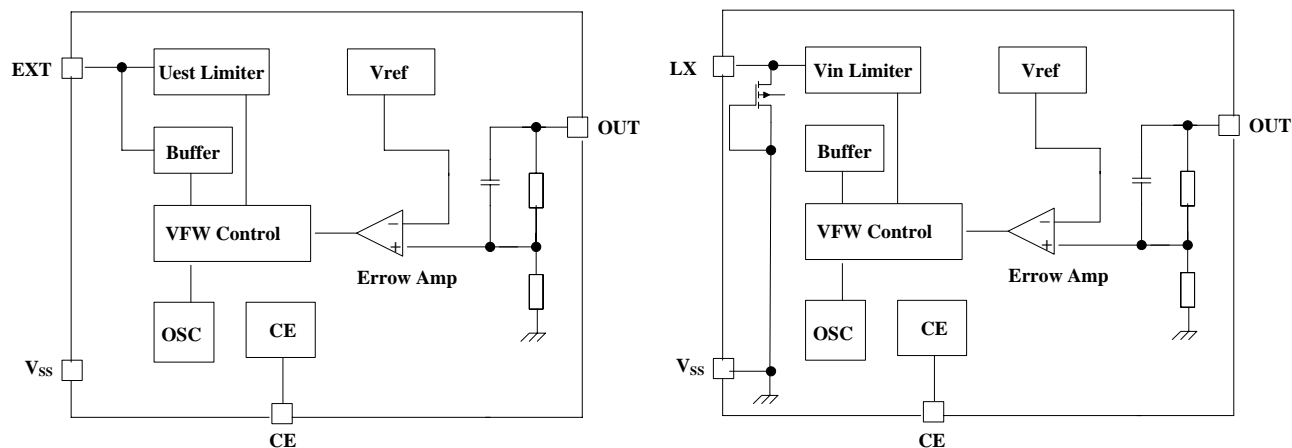 EXT
Uest Limiter
Vref
OUT
Buffer
VFW Control
−
+
Errow Amp
OSC
CE
VSS
CE
LX
Vin Limiter
Vref
OUT
Buffer
VFW Control
−
+
Errow Amp
OSC
CE
VSS
CE